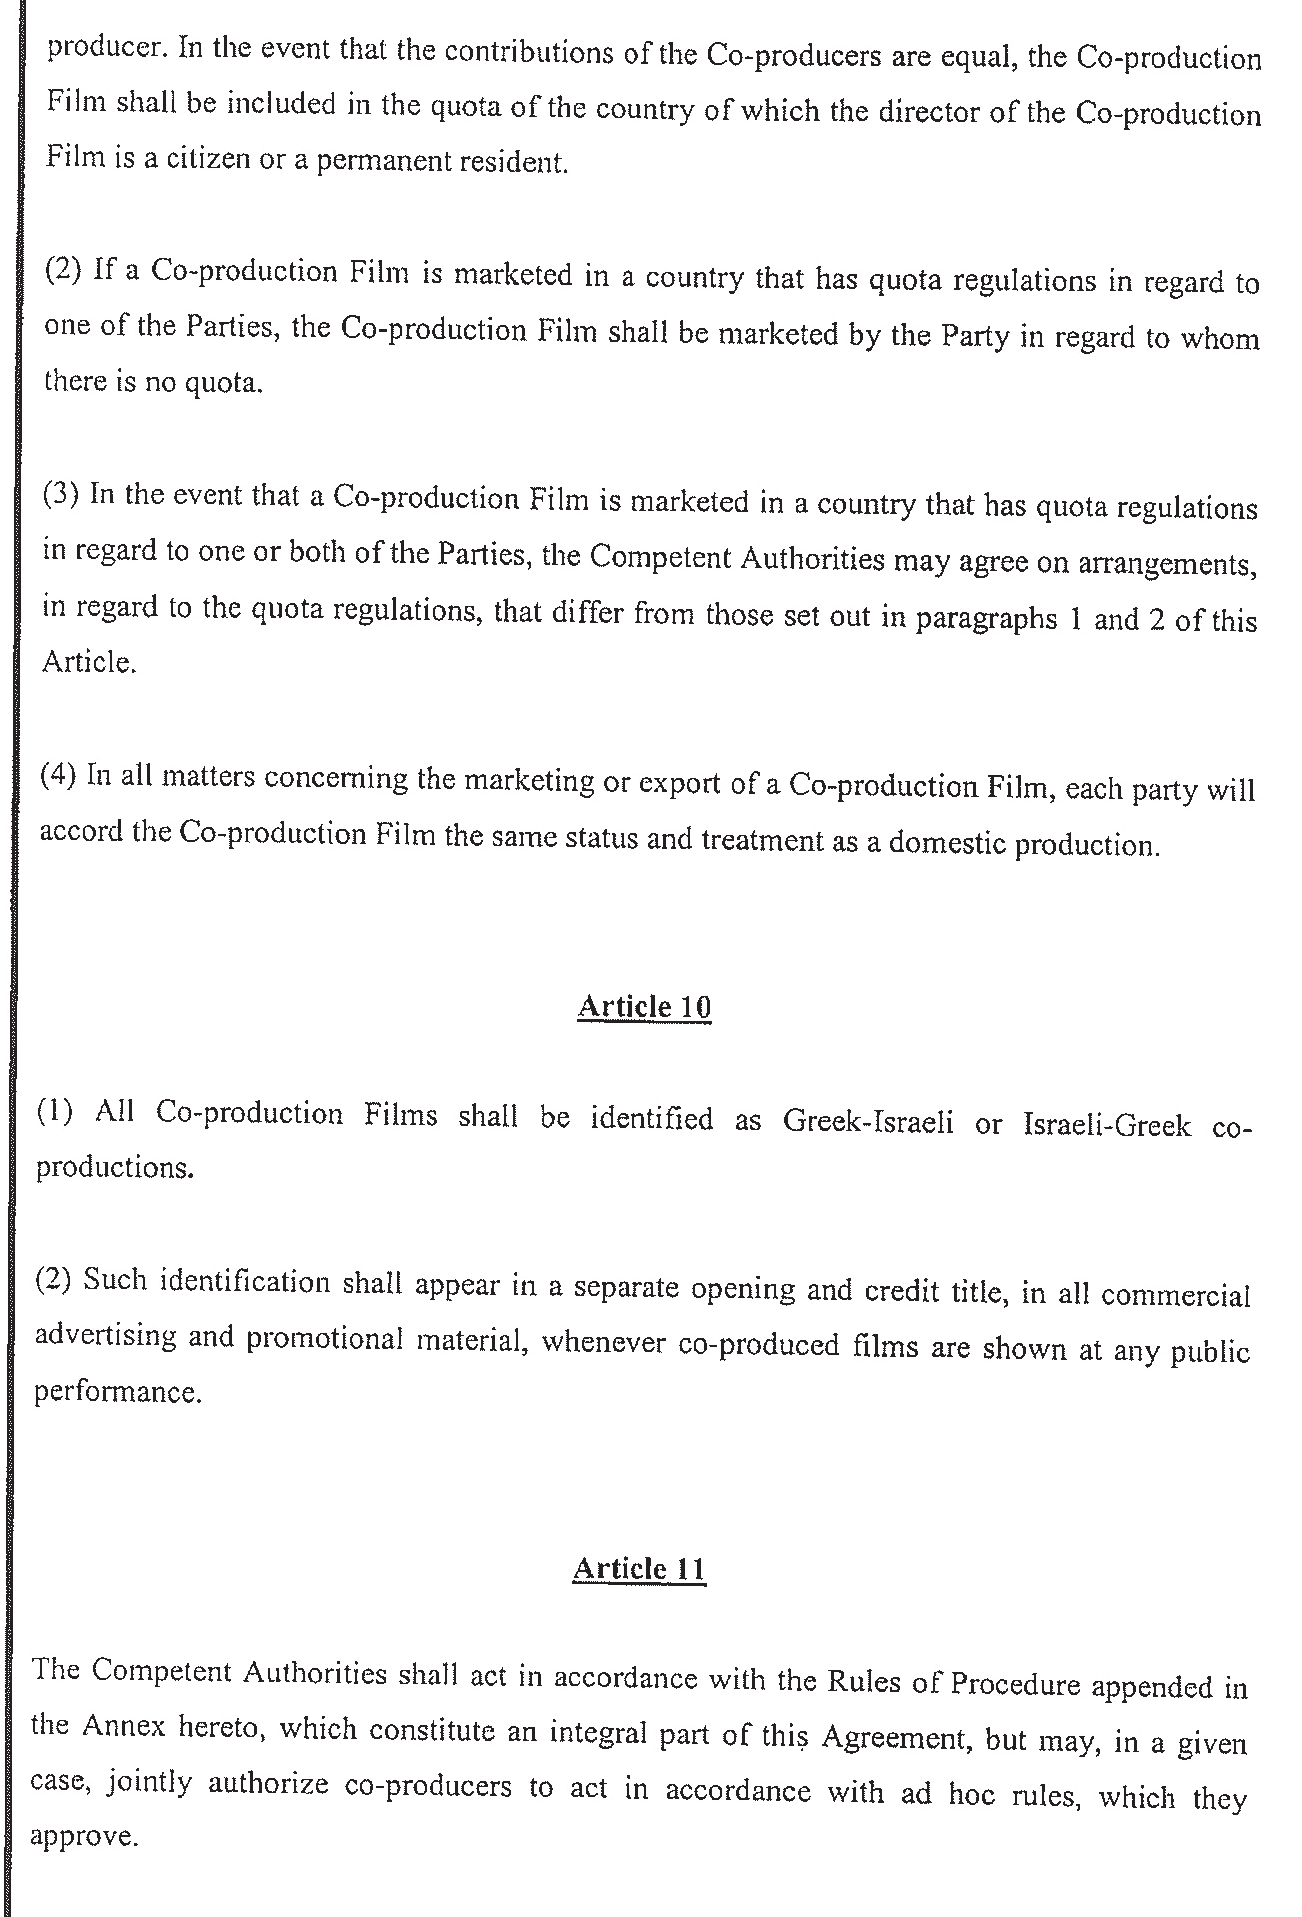 producer. In the event that the contributions of the Co-producers are equal, the Co-production
Film shall be included in the quota of the country of which the director of the Co-production
Film is a citizen or a permanent resident.
(2) If a Co-production Film is marketed in a country that has quota regulations in regard to
one of the Parties, the Co-production Film shall be marketed by the Party in regard to whom
there is no quota.
(3) In the event that a Co-production Film is marketed in a country that has quota regulations
in regard to one or both of the Parties, the Competent Authorities may agree on arrangements,
in regard to the quota regulations, that differ from those set out in paragraphs 1 and 2 of this
Article.
(4) In all matters concerning the marketing or export of a Co-production Film, each party will
accord the Co-production Film the same status and treatment as a domestic production.
Article 10
(1) All Co-production Films shall be identified as Greek-Israeli or Israeli-Greek co-
productions.
(2) Such identification shall appear in a separate opening and credit title, in all commercial
advertising and promotional material, whenever co-produced films are shown at any public
performance.
Article 11
The Competent Authorities shall act in accordance with the Rules of Procedure appended in
the Annex hereto, which constitute an integral part of this Agreement, but may, in a given
case, jointly authorize co-producers to act in accordance with ad hoc rules, which they
approve.